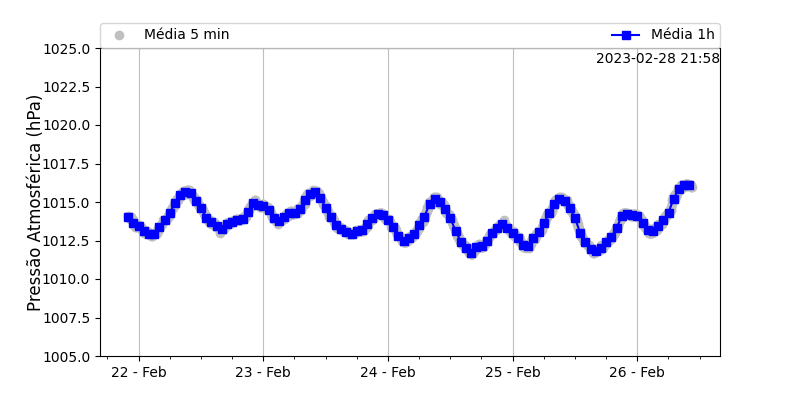 Média 5 min
Média 1h
2023-02-28 21:58
Pressão Atmosférica (hPa)
1025.0
1022.5
1020.0
1017.5
1015.0
1012.5
1010.0
1007.5
1005.0
22 - Feb
23 - Feb
24 - Feb
25 - Feb
26 - Feb